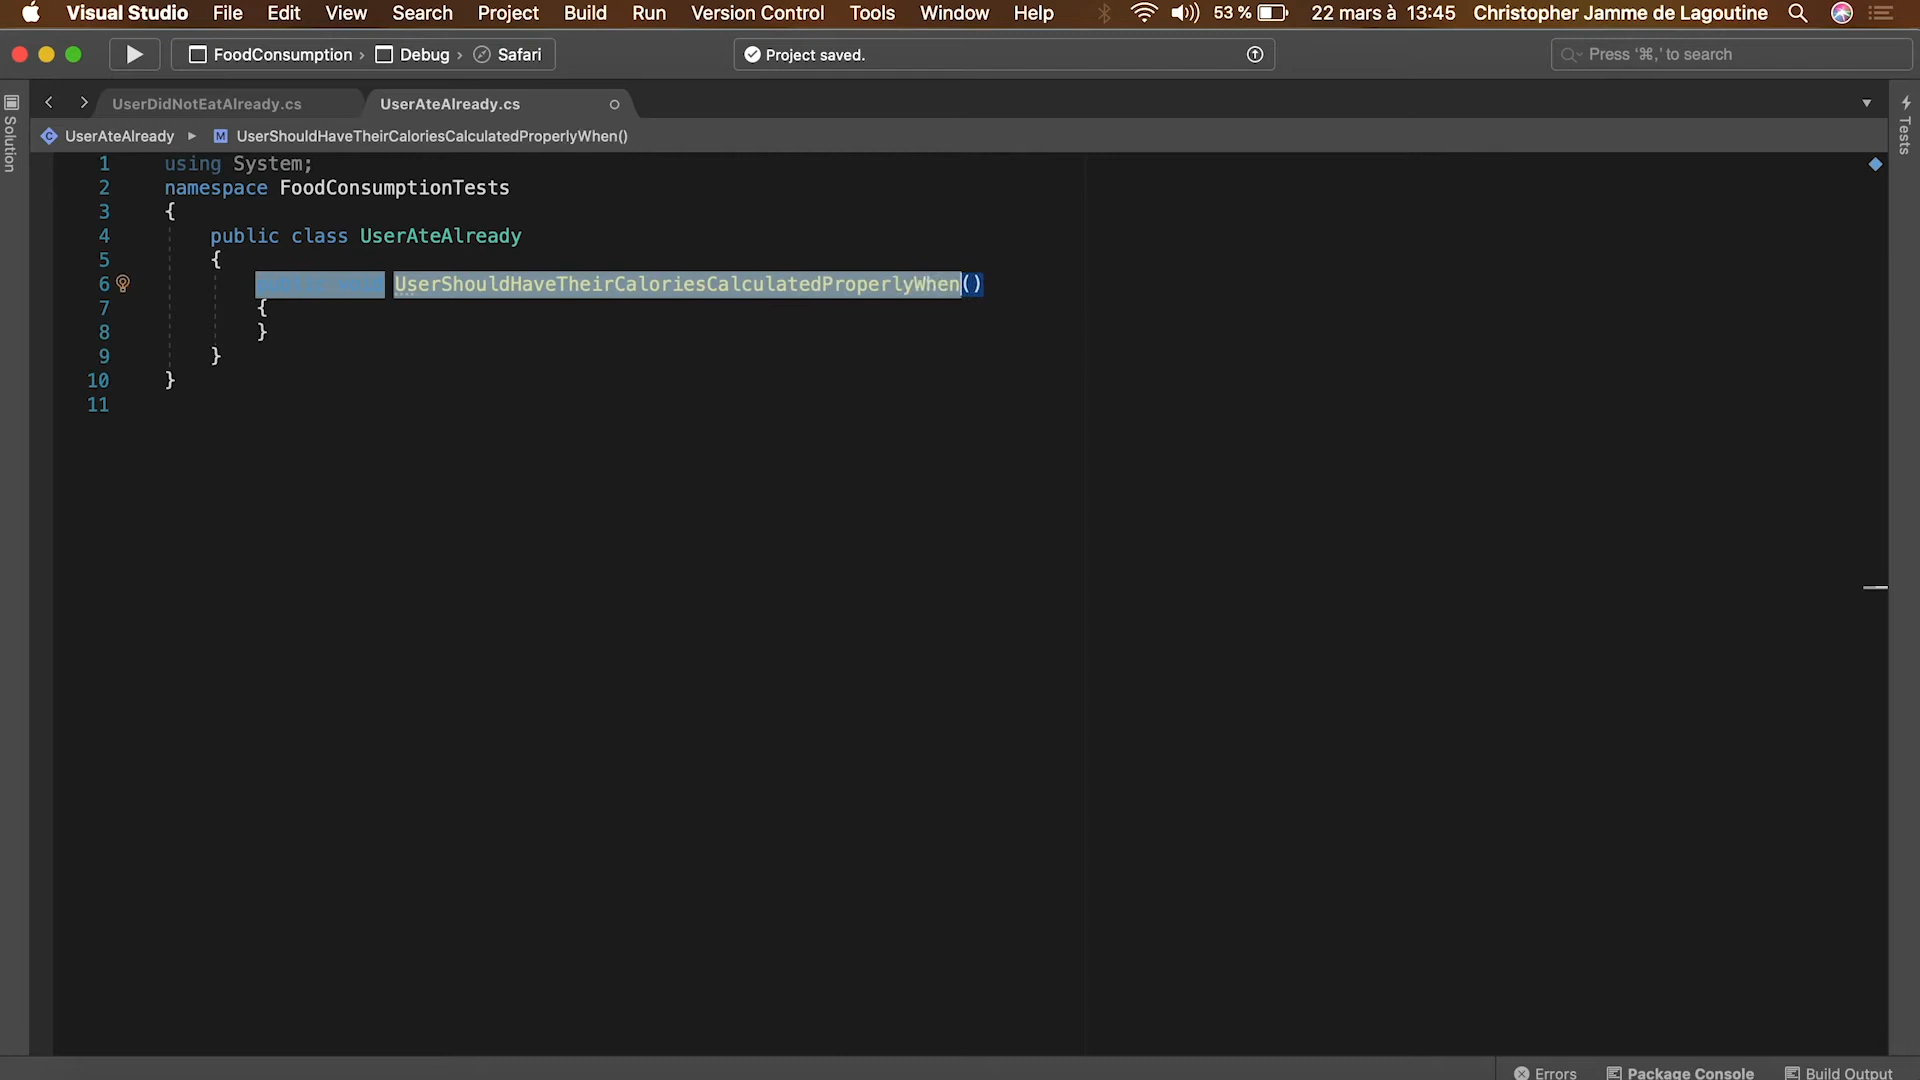 Visual Studio File Edit View Search Project Build Run Version Control Tools Window Help 53 % 22 mars à 13:45 Christopher Jamme de Lagoutine
FoodConsumption › Debug › Safari Project saved. Press ‘⌘,’ to search
UserDidNotEatAlready.cs UserAteAlready.cs
UserAteAlready ▸ M UserShouldHaveTheirCaloriesCalculatedProperlyWhen()
Solution
Tests
1 using System;
2 namespace FoodConsumptionTests
3 {
4 public class UserAteAlready
5 {
6 public void UserShouldHaveTheirCaloriesCalculatedProperlyWhen()
7 {
8 }
9 }
10 }
11
Errors Package Console Build Output